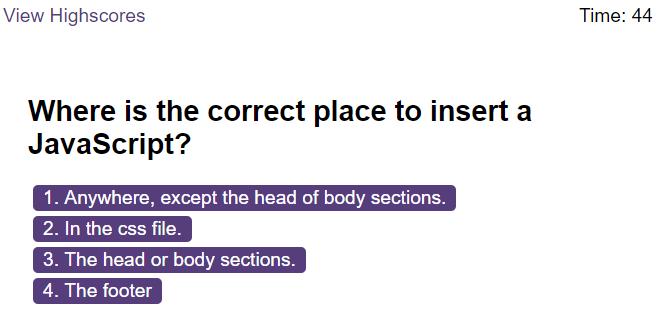 View Highscores
Time: 44
Where is the correct place to insert a
JavaScript?
1. Anywhere, except the head of body sections.
2. In the css file.
3. The head or body sections.
4. The footer